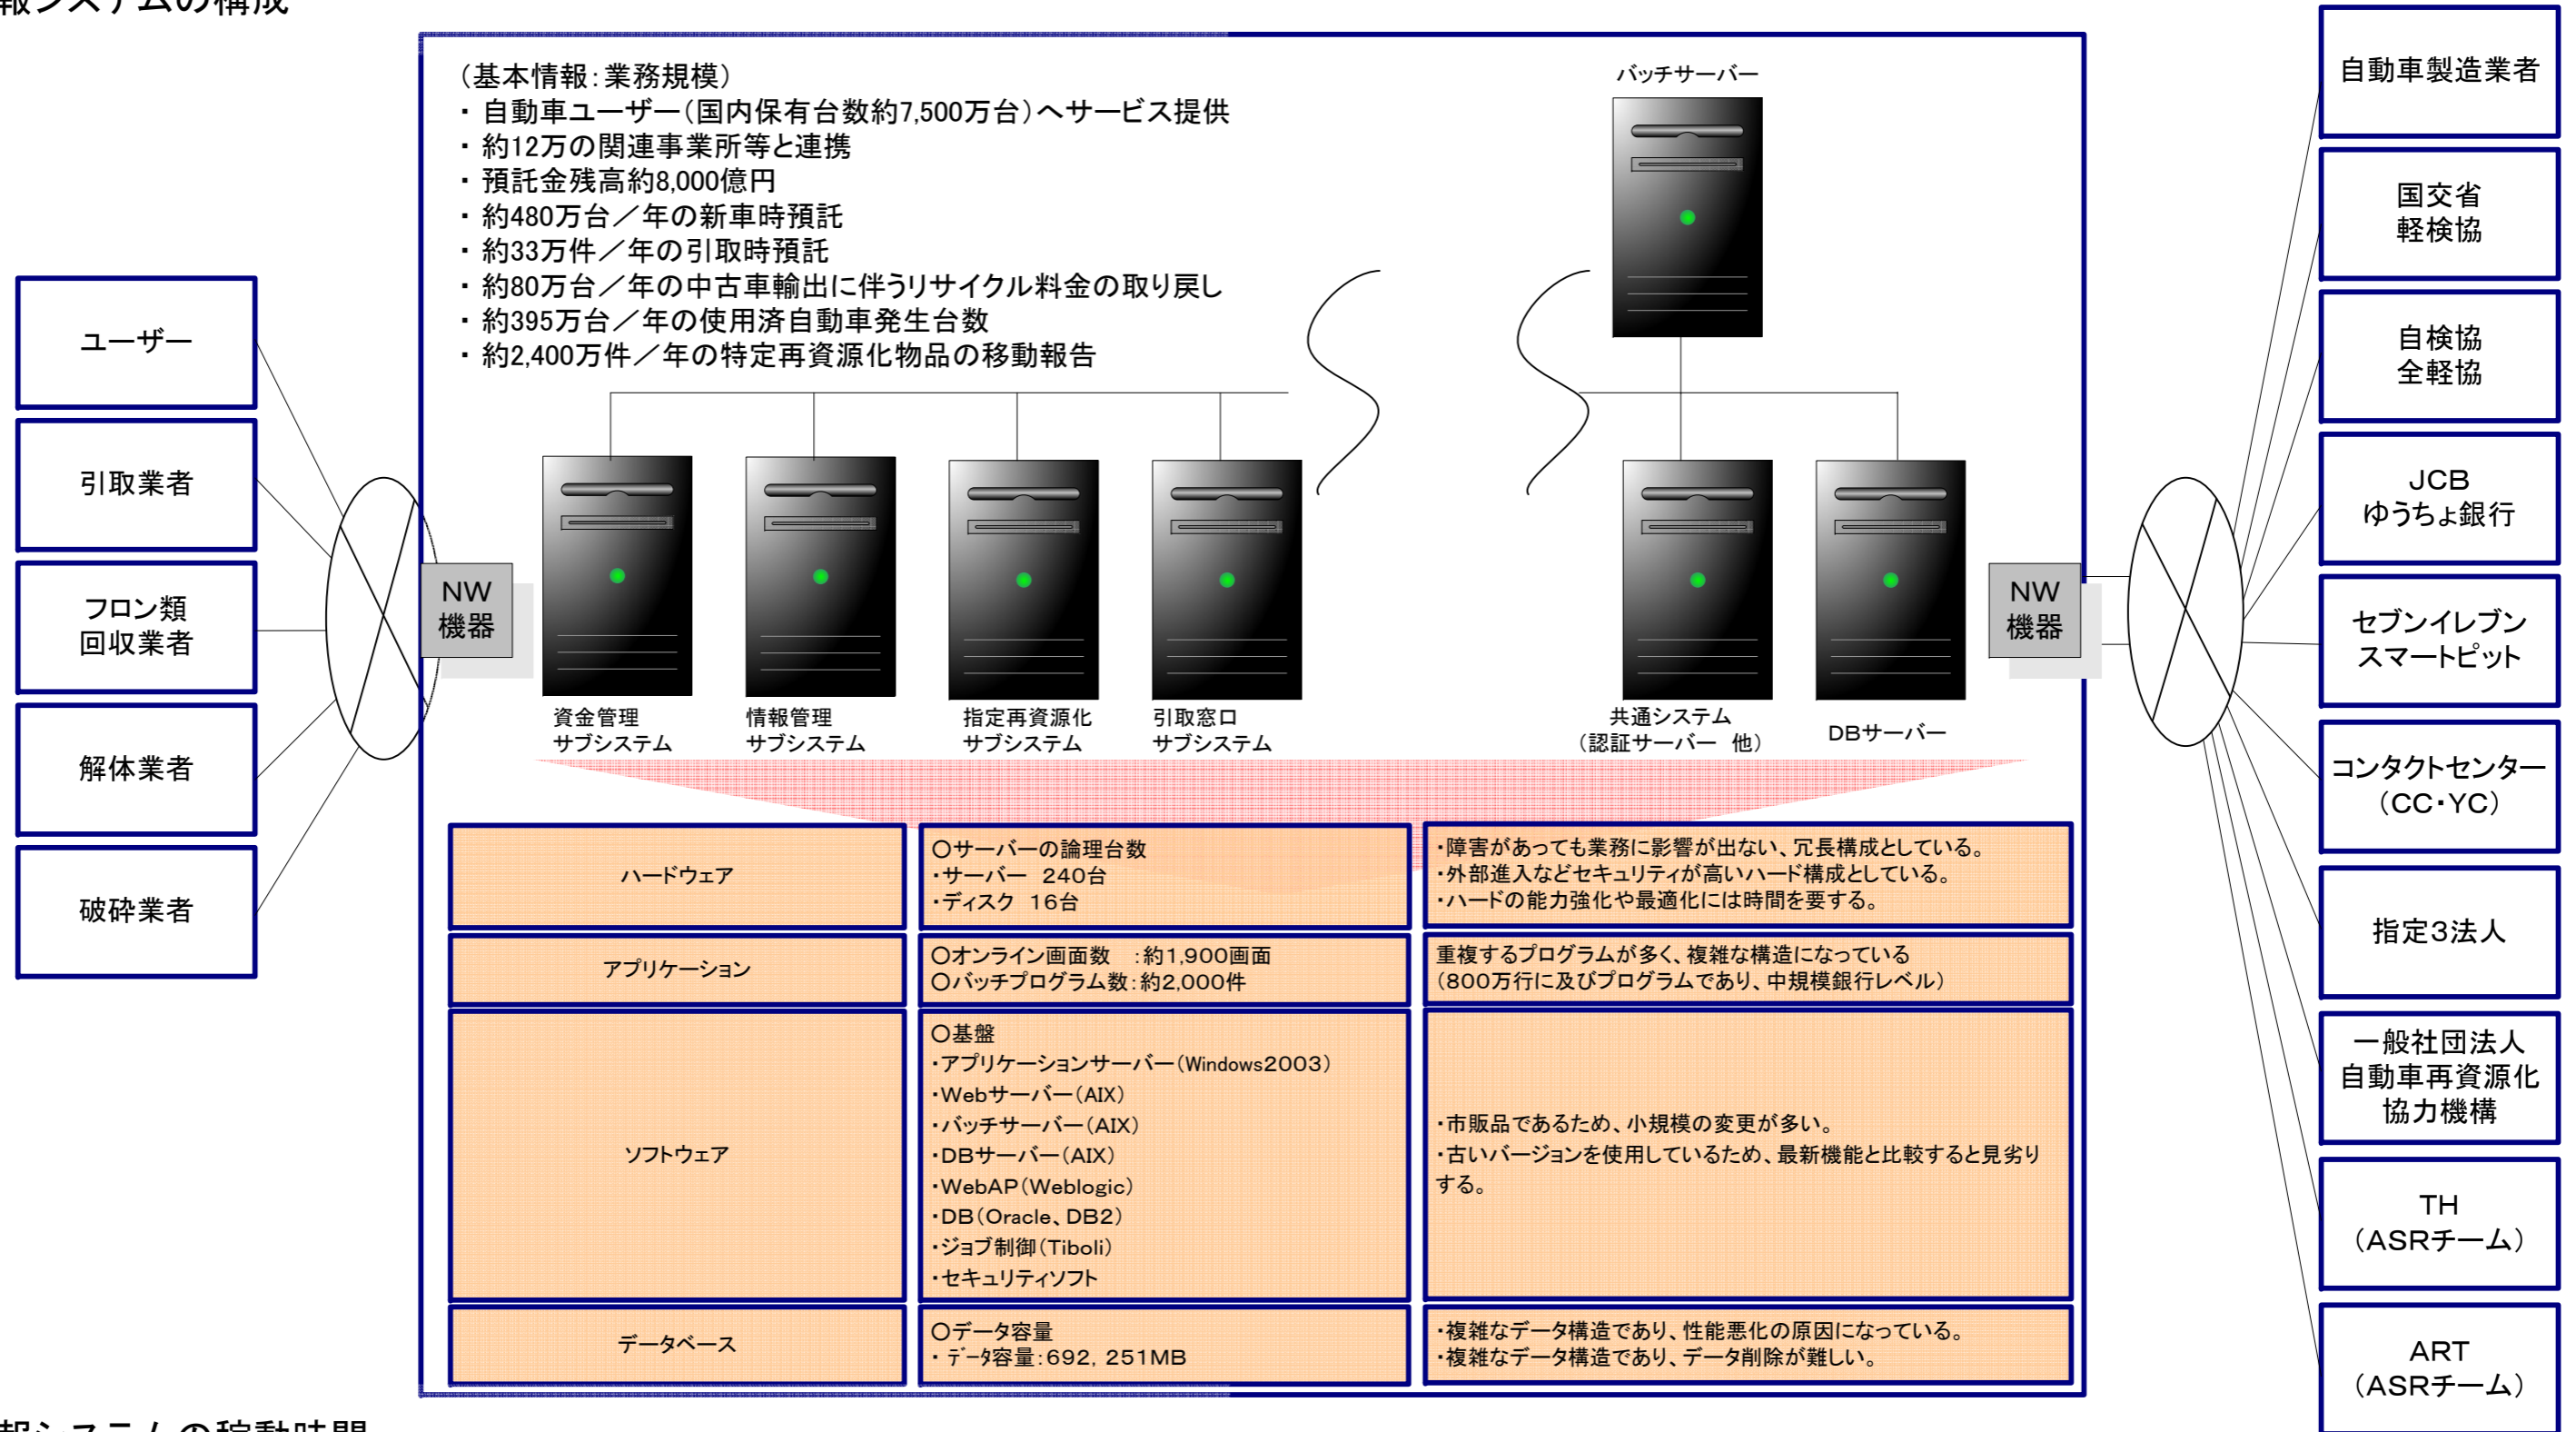 報システムの構成
（基本情報：業務規模）
・ 自動車ユーザー（国内保有台数約7,500万台）へサービス提供
・ 約12万の関連事業所等と連携
・ 預託金残高約8,000億円
・ 約480万台／年の新車時預託
・ 約33万件／年の引取時預託
・ 約80万台／年の中古車輸出に伴うリサイクル料金の取り戻し
・ 約395万台／年の使用済自動車発生台数
・ 約2,400万件／年の特定再資源化物品の移動報告
バッチサーバー
ユーザー
引取業者
フロン類
回収業者
解体業者
破砕業者
NW
機器
資金管理
サブシステム
情報管理
サブシステム
指定再資源化
サブシステム
引取窓口
サブシステム
共通システム
（認証サーバー　他）
DBサーバー
NW
機器
自動車製造業者
国交省
軽検協
自検協
全軽協
JCB
ゆうちょ銀行
セブンイレブン
スマートピット
コンタクトセンター
（CC・YC）
指定３法人
一般社団法人
自動車再資源化
協力機構
TH
（ASRチーム）
ART
（ASRチーム）
ハードウェア
○サーバーの論理台数
・サーバー　240台
・ディスク　16台
・障害があっても業務に影響が出ない、冗長構成としている。
・外部進入などセキュリティが高いハード構成としている。
・ハードの能力強化や最適化には時間を要する。
アプリケーション
○オンライン画面数　：約1,900画面
○バッチプログラム数：約2,000件
重複するプログラムが多く、複雑な構造になっている
（800万行に及びプログラムであり、中規模銀行レベル）
ソフトウェア
○基盤
・アプリケーションサーバー（Windows2003）
・Webサーバー（AIX）
・バッチサーバー（AIX）
・DBサーバー（AIX）
・WebAP（Weblogic）
・DB（Oracle、DB2）
・ジョブ制御（Tiboli）
・セキュリティソフト
・市販品であるため、小規模の変更が多い。
・古いバージョンを使用しているため、最新機能と比較すると見劣り
する。
データベース
○データ容量
・ データ容量：692，251MB
・複雑なデータ構造であり、性能悪化の原因になっている。
・複雑なデータ構造であり、データ削除が難しい。
報システムの稼動時間